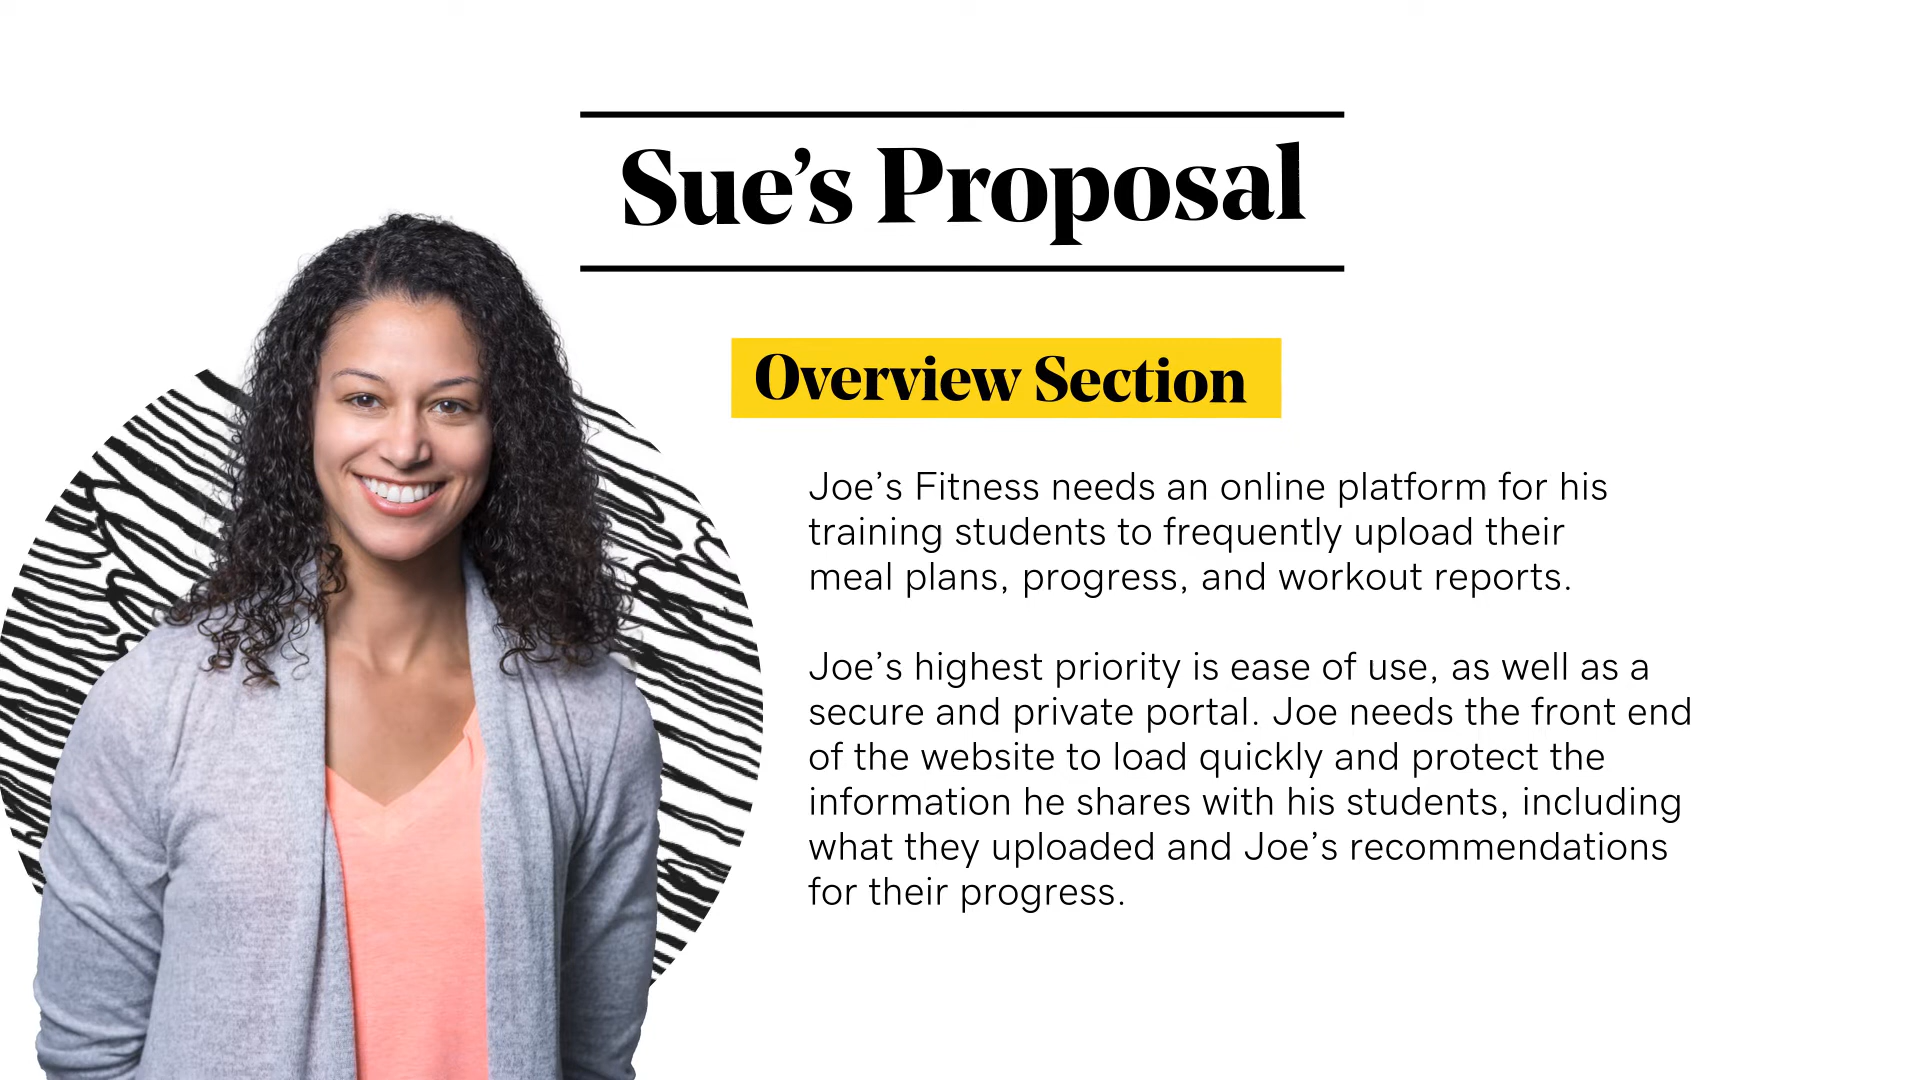 Sue’s Proposal
Overview Section
Joe’s Fitness needs an online platform for his
training students to frequently upload their
meal plans, progress, and workout reports.
Joe’s highest priority is ease of use, as well as a
secure and private portal. Joe needs the front end
of the website to load quickly and protect the
information he shares with his students, including
what they uploaded and Joe’s recommendations
for their progress.